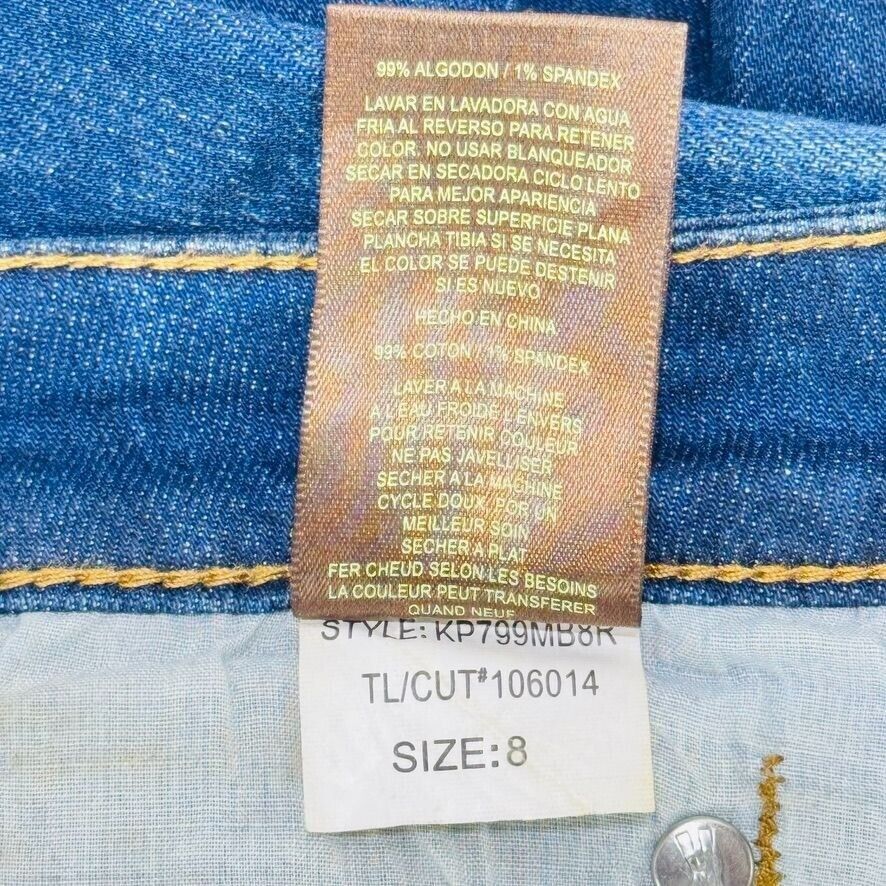 99% ALGODON / 1% SPANDEX
LAVAR EN LAVADORA CON AGUA
FRIA AL REVERSO PARA RETENER
COLOR. NO USAR BLANQUEADOR
SECAR EN SECADORA CICLO LENTO
PARA MEJOR APARIENCIA
SECAR SOBRE SUPERFICIE PLANA
PLANCHA TIBIA SI SE NECESITA
EL COLOR SE PUEDE DESTENIR
SI ES NUEVO
HECHO EN CHINA
99% COTON / 1% SPANDEX
LAVER A LA MACHINE
A L'EAU FROIDE L'ENVERS
POUR RETENIR COULEUR
NE PAS JAVELLISER
SECHER A LA MACHINE
CYCLE DOUX, POR UN
MEILLEUR SOIN
SECHER A PLAT
FER CHEUD SELON LES BESOINS
LA COULEUR PEUT TRANSFERER
QUAND NEUF
STYLE: KP799MB8R
TL/CUT#106014
SIZE: 8